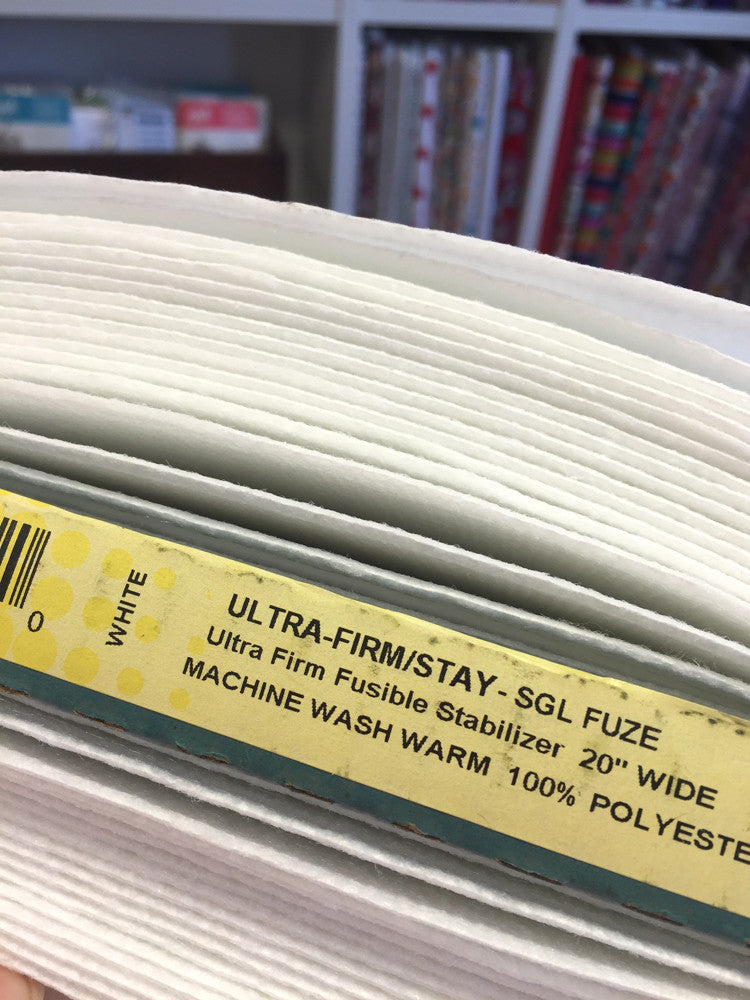 0
WHITE
ULTRA-FIRM/STAY- SGL FUZE
Ultra Firm Fusible Stabilizer 20" WIDE
MACHINE WASH WARM 100% POLYESTE